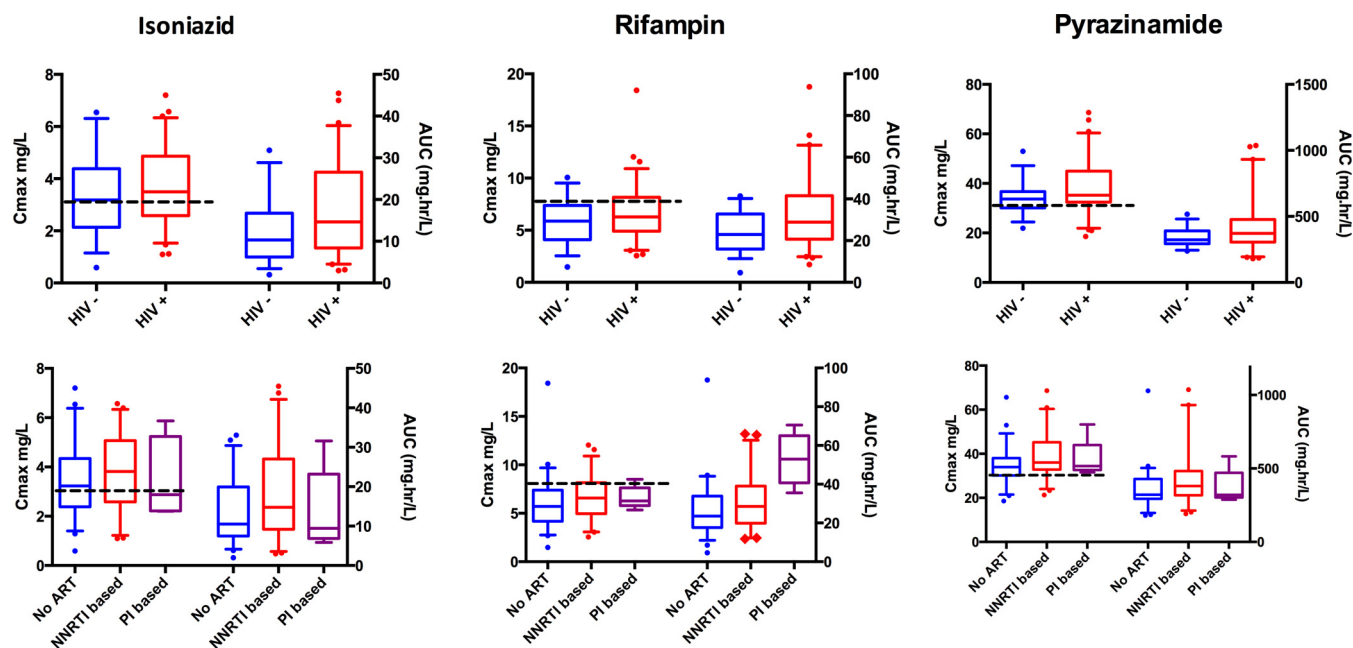 Isoniazid
Rifampin
Pyrazinamide
Cmax mg/L
8
6
4
2
0
50
40
30
20
10
0
AUC (mg.hr/L)
HIV -
HIV +
HIV -
HIV +
Cmax mg/L
20
15
10
5
0
100
80
60
40
20
0
AUC (mg.hr/L)
HIV -
HIV +
HIV -
HIV +
Cmax mg/L
80
60
40
20
0
1500
1000
500
0
AUC (mg.hr/L)
HIV -
HIV +
HIV -
HIV +
Cmax mg/L
8
6
4
2
0
50
40
30
20
10
0
AUC (mg.hr/L)
No ART
NNRTI based
PI based
No ART
NNRTI based
PI based
Cmax mg/L
20
15
10
5
0
100
80
60
40
20
0
AUC (mg.hr/L)
No ART
NNRTI based
PI based
No ART
NNRTI based
PI based
Cmax mg/L
80
60
40
20
0
1000
500
0
AUC (mg.hr/L)
No ART
NNRTI based
PI based
No ART
NNRTI based
PI based